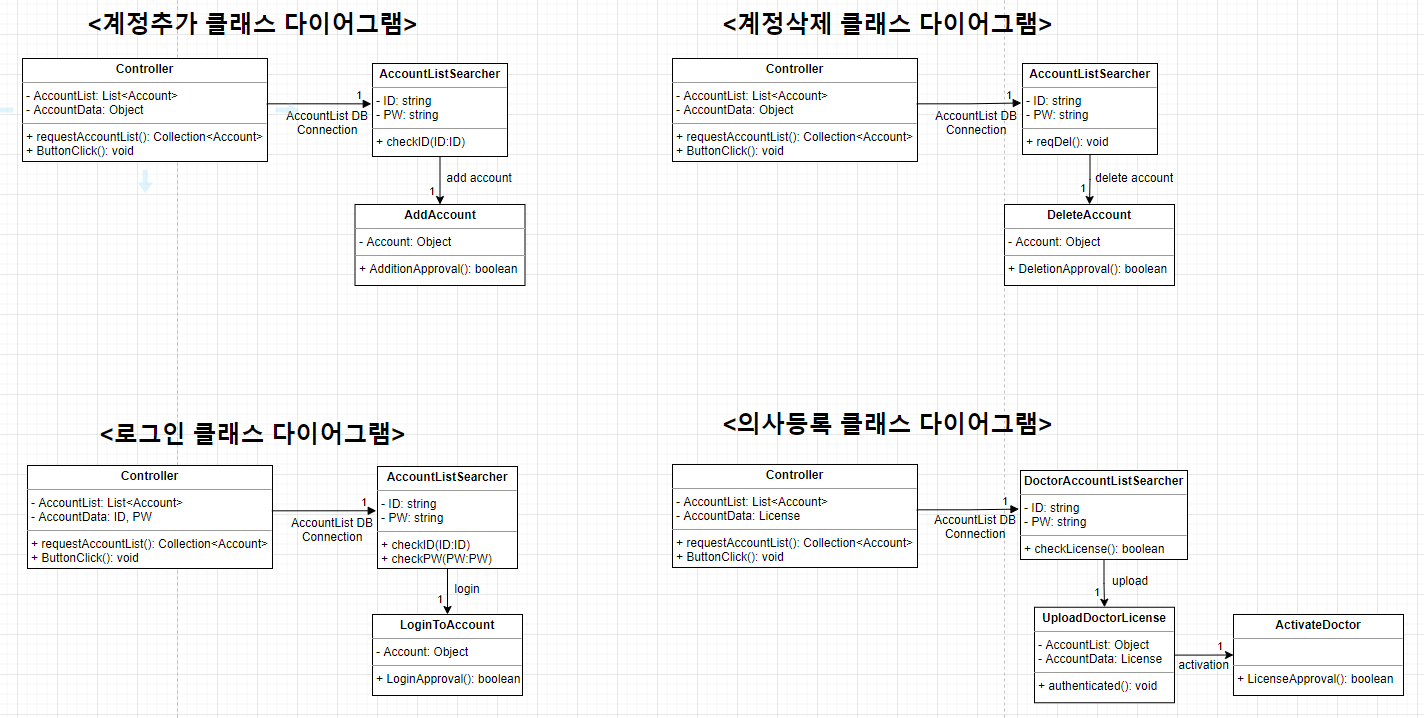 <계정추가 클래스 다이어그램>
Controller
- AccountList: List<Account>
- AccountData: Object
+ requestAccountList(): Collection<Account>
+ ButtonClick(): void
1
AccountList DB
Connection
AccountListSearcher
- ID: string
- PW: string
+ checkID(ID:ID)
add account
1
AddAccount
- Account: Object
+ AdditionApproval(): boolean
<계정삭제 클래스 다이어그램>
Controller
- AccountList: List<Account>
- AccountData: Object
+ requestAccountList(): Collection<Account>
+ ButtonClick(): void
1
AccountList DB
Connection
AccountListSearcher
- ID: string
- PW: string
+ reqDel(): void
delete account
1
DeleteAccount
- Account: Object
+ DeletionApproval(): boolean
<로그인 클래스 다이어그램>
Controller
- AccountList: List<Account>
- AccountData: ID, PW
+ requestAccountList(): Collection<Account>
+ ButtonClick(): void
1
AccountList DB
Connection
AccountListSearcher
- ID: string
- PW: string
+ checkID(ID:ID)
+ checkPW(PW:PW)
login
1
LoginToAccount
- Account: Object
+ LoginApproval(): boolean
<의사등록 클래스 다이어그램>
Controller
- AccountList: List<Account>
- AccountData: License
+ requestAccountList(): Collection<Account>
+ ButtonClick(): void
1
AccountList DB
Connection
DoctorAccountListSearcher
- ID: string
- PW: string
+ checkLicense(): boolean
upload
1
UploadDoctorLicense
- AccountList: Object
- AccountData: License
+ authenticated(): void
1
activation
ActivateDoctor
+ LicenseApproval(): boolean